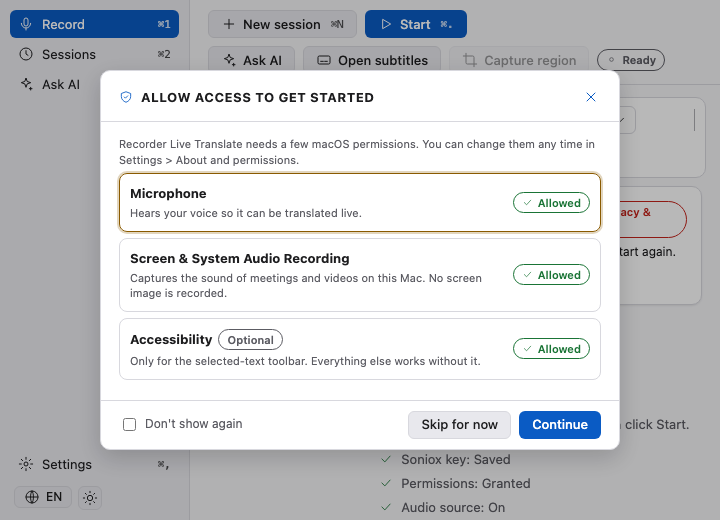 Record ⌘1
Sessions ⌘2
Ask AI
New session ⌘N
Start ⌘.
Ask AI
Open subtitles
Capture region
Ready
ALLOW ACCESS TO GET STARTED
Recorder Live Translate needs a few macOS permissions. You can change them any time in
Settings > About and permissions.
Microphone
Hears your voice so it can be translated live.
Allowed
Screen & System Audio Recording
Captures the sound of meetings and videos on this Mac. No screen
image is recorded.
Allowed
Accessibility Optional
Only for the selected-text toolbar. Everything else works without it.
Allowed
Don't show again
Skip for now
Continue
&
start again.
click Start.
Soniox key: Saved
Permissions: Granted
Audio source: On
Settings ⌘,
EN